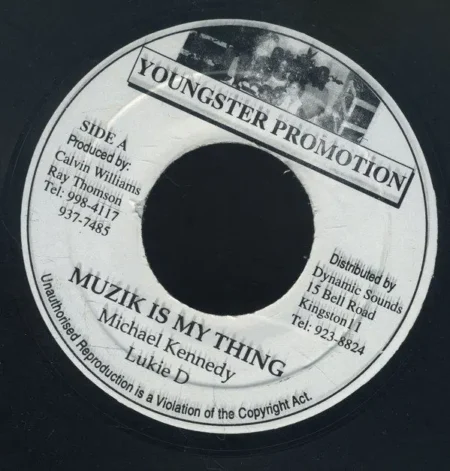 YOUNGSTER PROMOTION
SIDE A
Produced by:
Calvin Williams
Ray Thomson
Tel: 998-4117
937-7485
Distributed by
Dynamic Sounds
15 Bell Road
Kingston11
Tel: 923-8824
MUZIK IS MY THING
Michael Kennedy
Lukie D
Unauthorised Reproduction is a Violation of the Copyright Act.